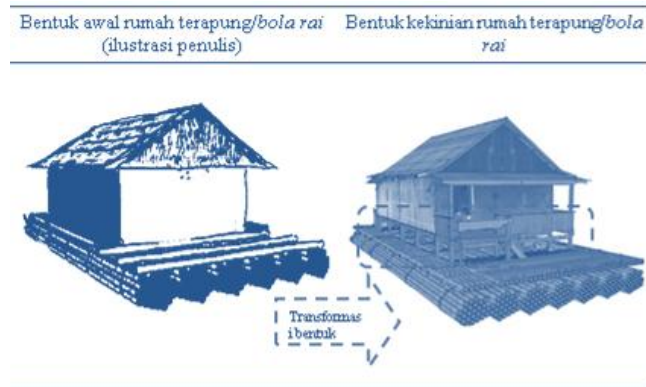 Bentuk awal rumah terapung/bola rai
(ilustrasi penulis)
Bentuk kekinian rumah terapung/bola
rai
Transformas
i bentuk